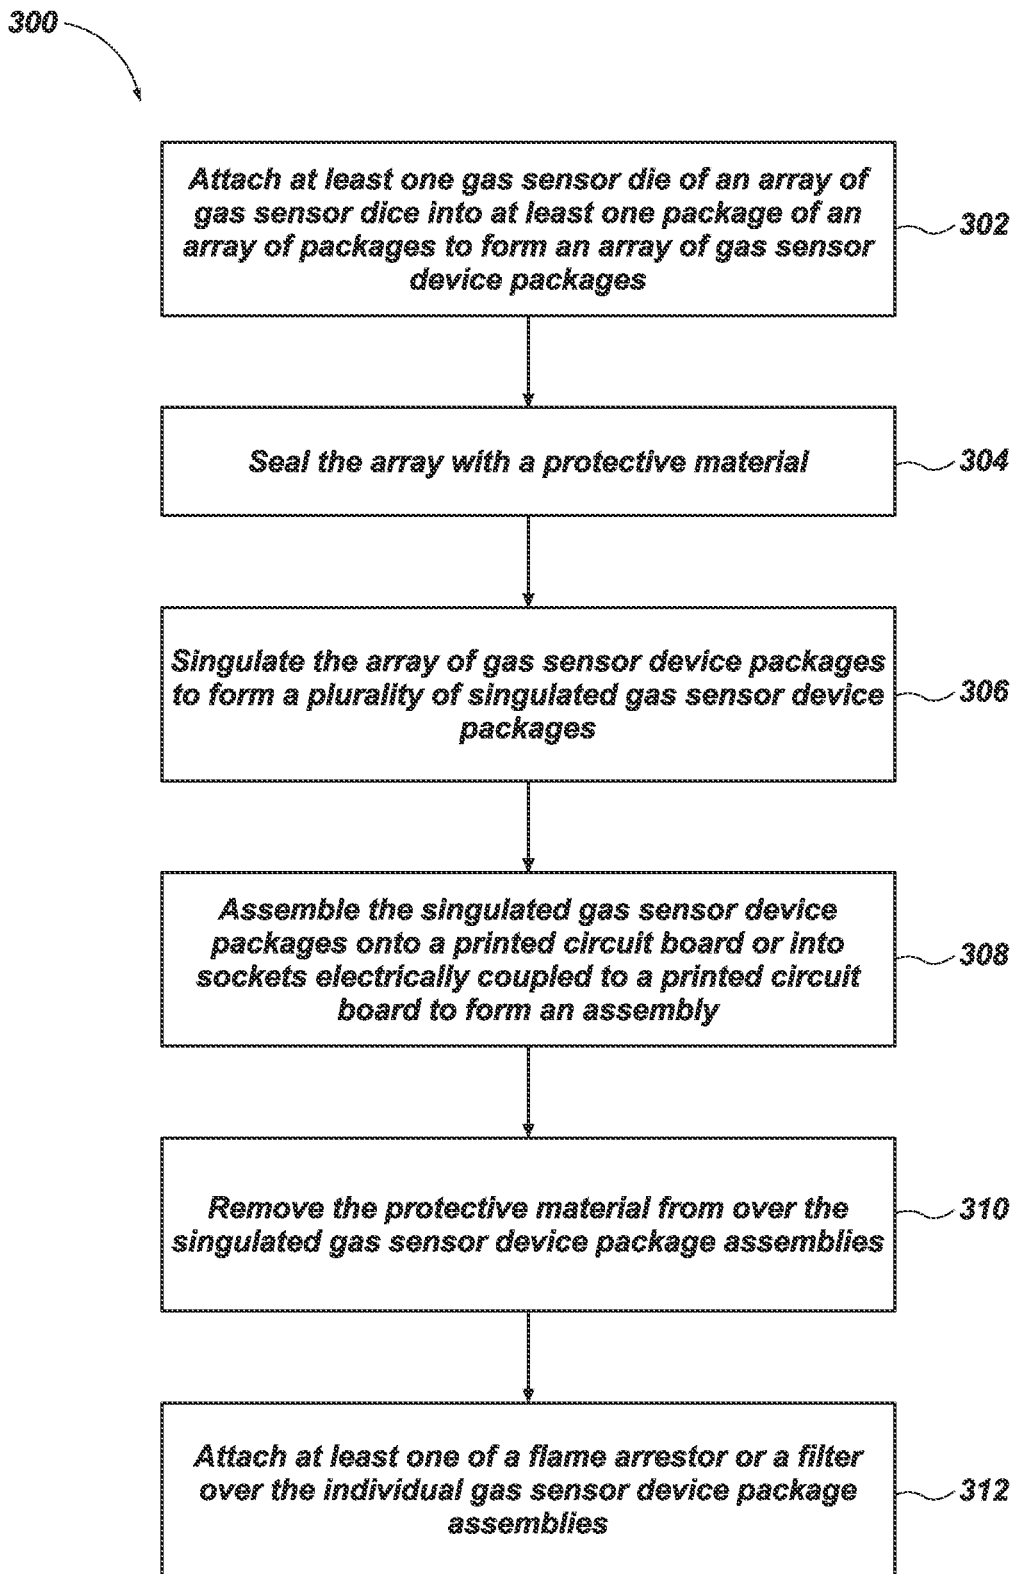 300
Attach at least one gas sensor die of an array of
gas sensor dice into at least one package of an
array of packages to form an array of gas sensor
device packages
302
Seal the array with a protective material
304
Singulate the array of gas sensor device packages
to form a plurality of singulated gas sensor device
packages
306
Assemble the singulated gas sensor device
packages onto a printed circuit board or into
sockets electrically coupled to a printed circuit
board to form an assembly
308
Remove the protective material from over the
singulated gas sensor device package assemblies
310
Attach at least one of a flame arrestor or a filter
over the individual gas sensor device package
assemblies
312